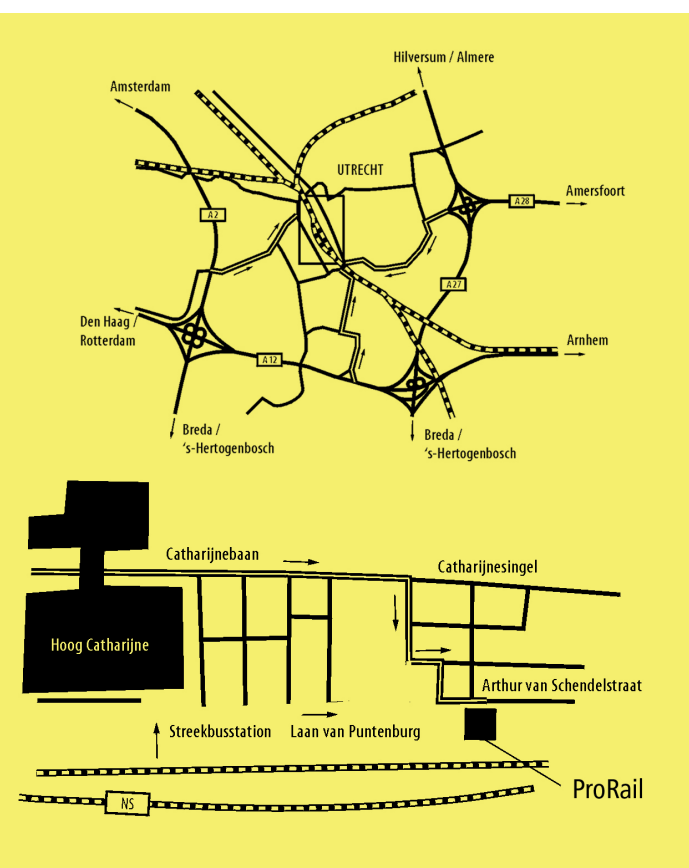 Hilversum / Almere
Amsterdam
UTRECHT
Amersfoort
A28
A2
A27
Den Haag /
Rotterdam
Arnhem
A12
Breda /
‘s-Hertogenbosch
Breda /
‘s-Hertogenbosch
Catharijnebaan
Catharijnesingel
Hoog Catharijne
Arthur van Schendelstraat
Streekbusstation
Laan van Puntenburg
ProRail
NS